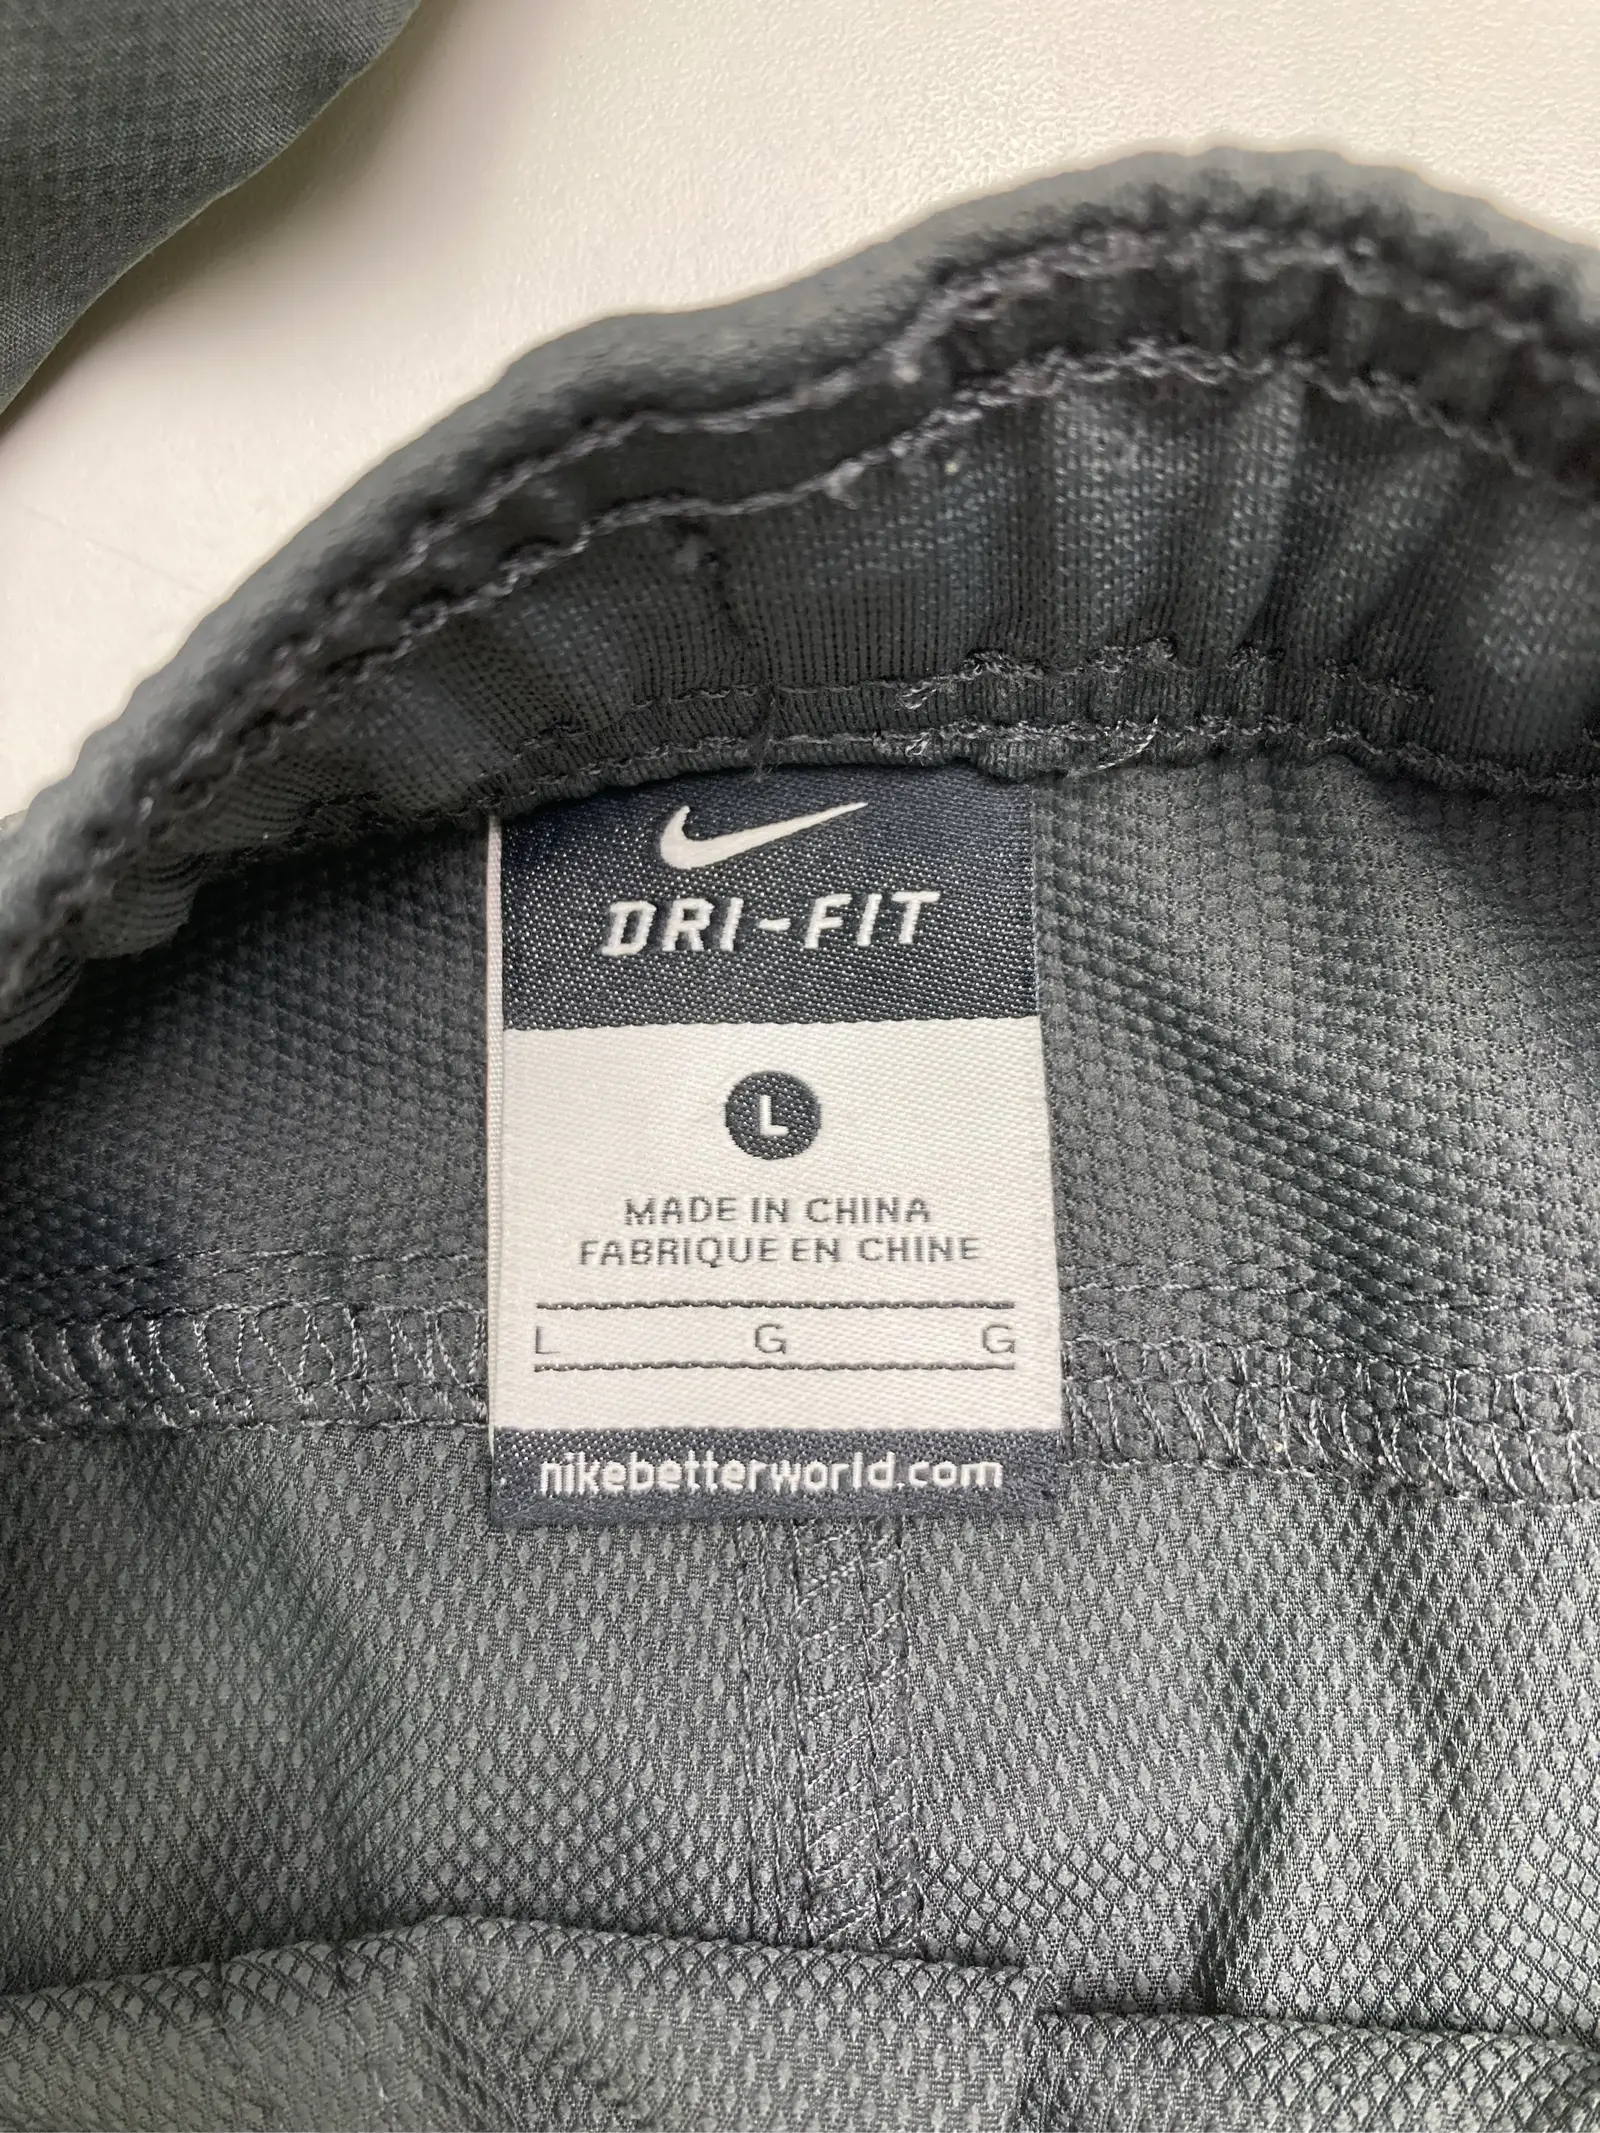 DRI-FIT
L
MADE IN CHINA
FABRIQUE EN CHINE
L G G
nikebetterworld.com